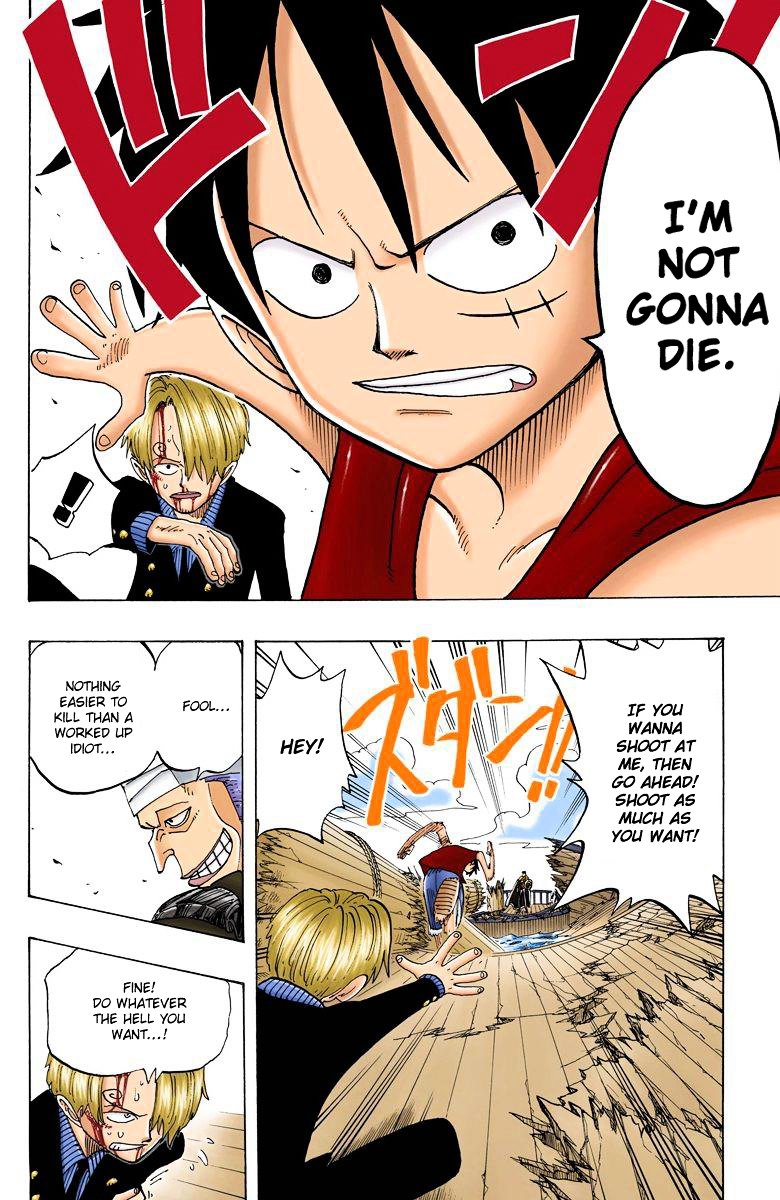 ドン
I'M
NOT
GONNA
DIE.
!
IF YOU
WANNA
SHOOT AT
ME, THEN
GO AHEAD!
SHOOT AS
MUCH AS
YOU WANT!
ズダン!!
HEY!
FOOL...
NOTHING
EASIER TO
KILL THAN A
WORKED UP
IDIOT...
FINE!
DO WHATEVER
THE HELL YOU
WANT...!